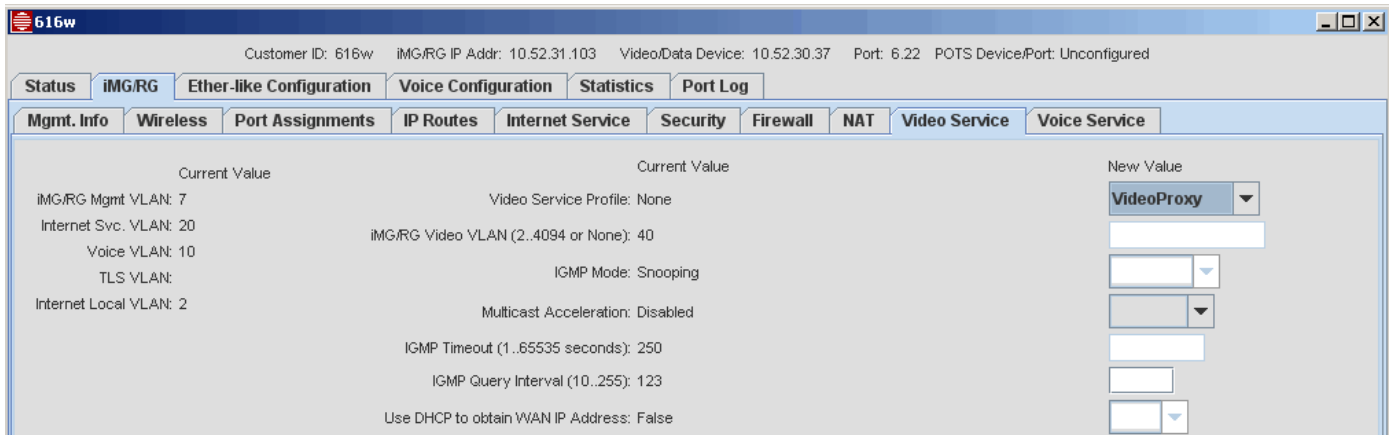 616w
Customer ID: 616w iMG/RG IP Addr: 10.52.31.103 Video/Data Device: 10.52.30.37 Port: 6.22 POTS Device/Port: Unconfigured
Status iMG/RG Ether-like Configuration Voice Configuration Statistics Port Log
Mgmt. Info Wireless Port Assignments IP Routes Internet Service Security Firewall NAT Video Service Voice Service
Current Value
iMG/RG Mgmt VLAN: 7
Internet Svc. VLAN: 20
Voice VLAN: 10
TLS VLAN:
Internet Local VLAN: 2
Current Value New Value
Video Service Profile: None VideoProxy
iMG/RG Video VLAN (2..4094 or None): 40
IGMP Mode: Snooping
Multicast Acceleration: Disabled
IGMP Timeout (1..65535 seconds): 250
IGMP Query Interval (10..255): 123
Use DHCP to obtain WAN IP Address: False